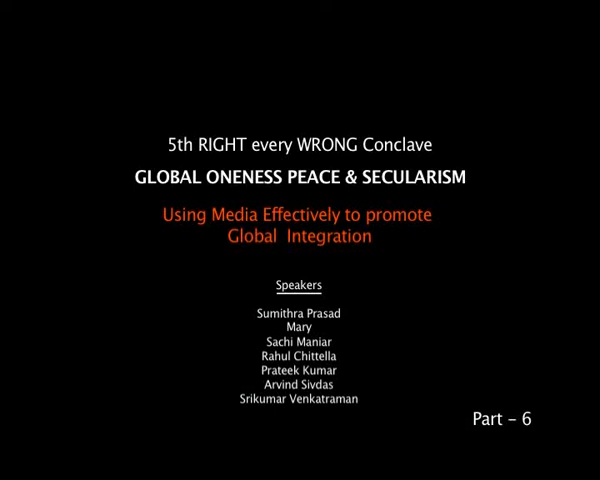 5th RIGHT every WRONG Conclave
GLOBAL ONENESS PEACE & SECULARISM
Using Media Effectively to promote
Global Integration
Speakers
Sumithra Prasad
Mary
Sachi Maniar
Rahul Chittella
Prateek Kumar
Arvind Sivdas
Srikumar Venkatraman
Part – 6